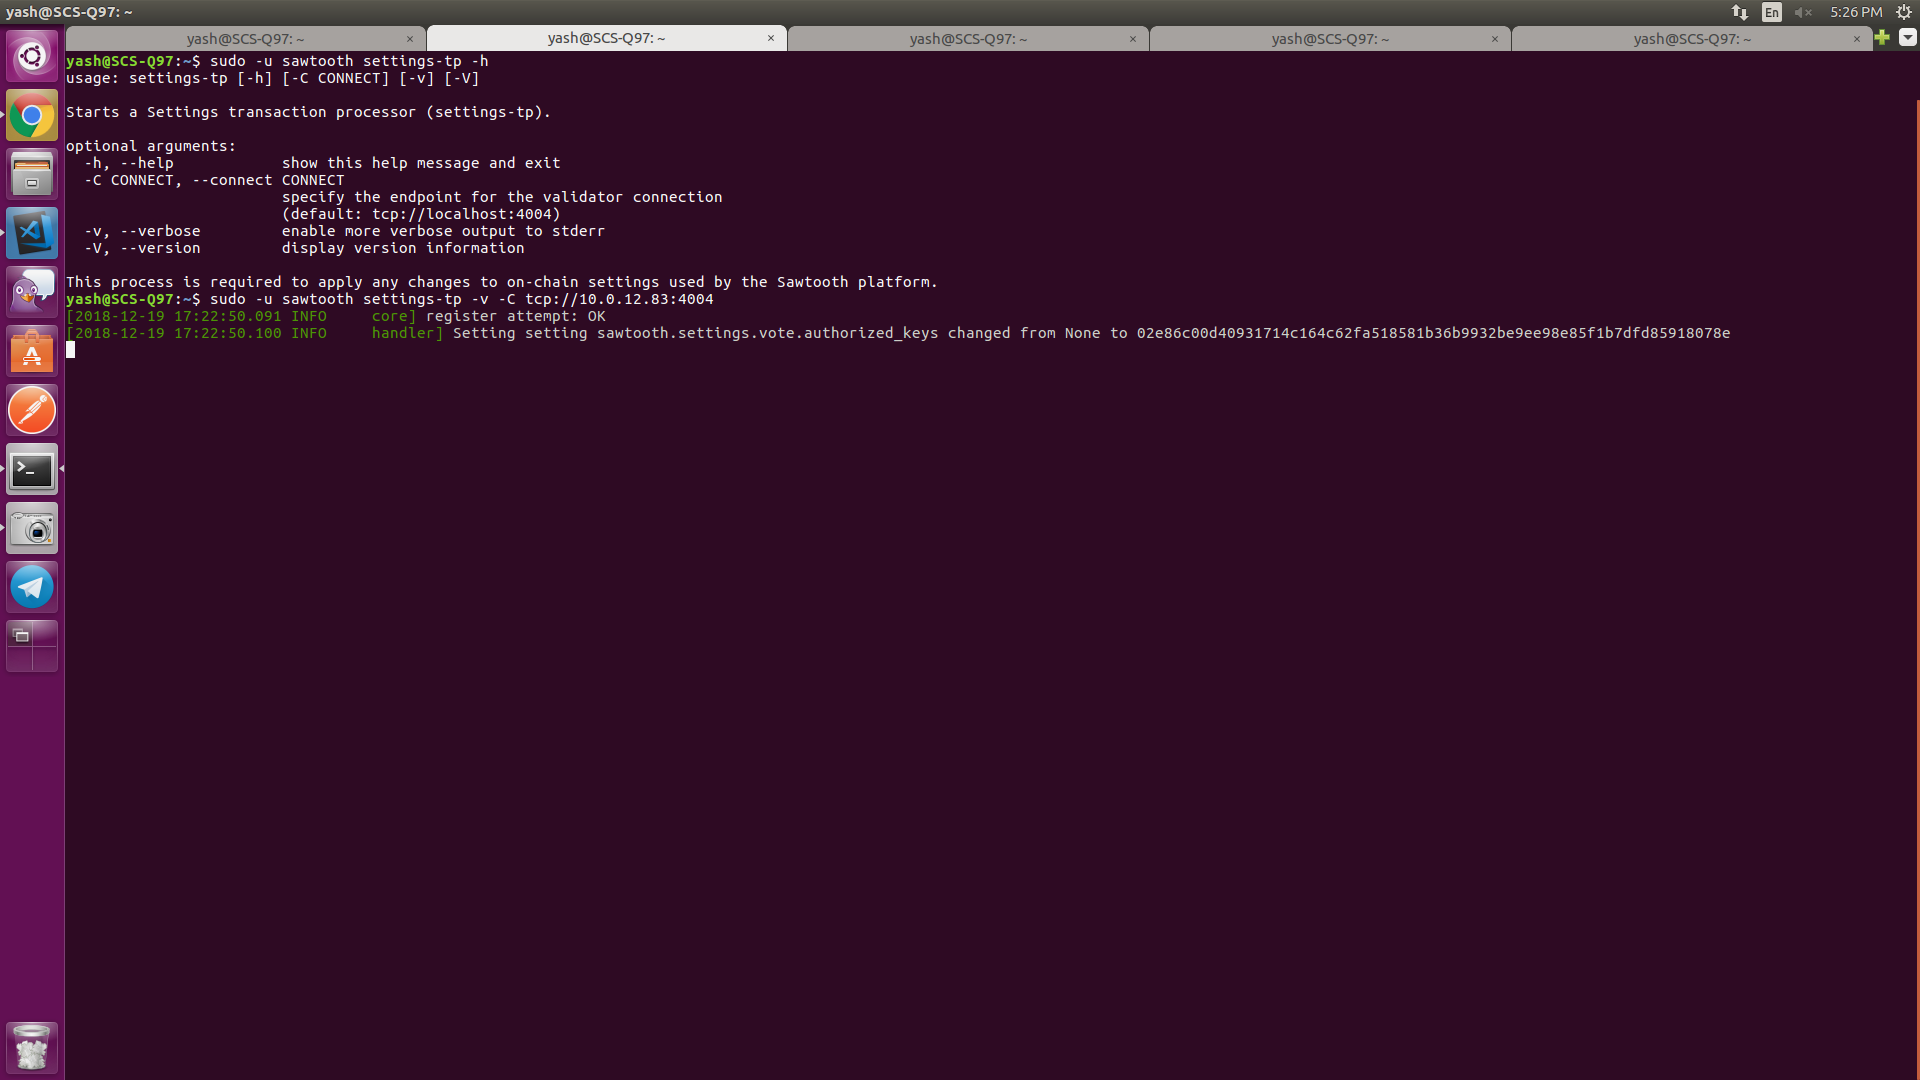 yash@SCS-Q97: ~
En
5:26 PM
yash@SCS-Q97: ~ × yash@SCS-Q97: ~ × yash@SCS-Q97: ~ × yash@SCS-Q97: ~ × yash@SCS-Q97: ~ ×
yash@SCS-Q97:~$ sudo -u sawtooth settings-tp -h
usage: settings-tp [-h] [-C CONNECT] [-v] [-V]
Starts a Settings transaction processor (settings-tp).
optional arguments:
-h, --help show this help message and exit
-C CONNECT, --connect CONNECT
specify the endpoint for the validator connection
(default: tcp://localhost:4004)
-v, --verbose enable more verbose output to stderr
-V, --version display version information
This process is required to apply any changes to on-chain settings used by the Sawtooth platform.
yash@SCS-Q97:~$ sudo -u sawtooth settings-tp -v -C tcp://10.0.12.83:4004
[2018-12-19 17:22:50.091 INFO core] register attempt: OK
[2018-12-19 17:22:50.100 INFO handler] Setting setting sawtooth.settings.vote.authorized_keys changed from None to 02e86c00d40931714c164c62fa518581b36b9932be9ee98e85f1b7dfd85918078e